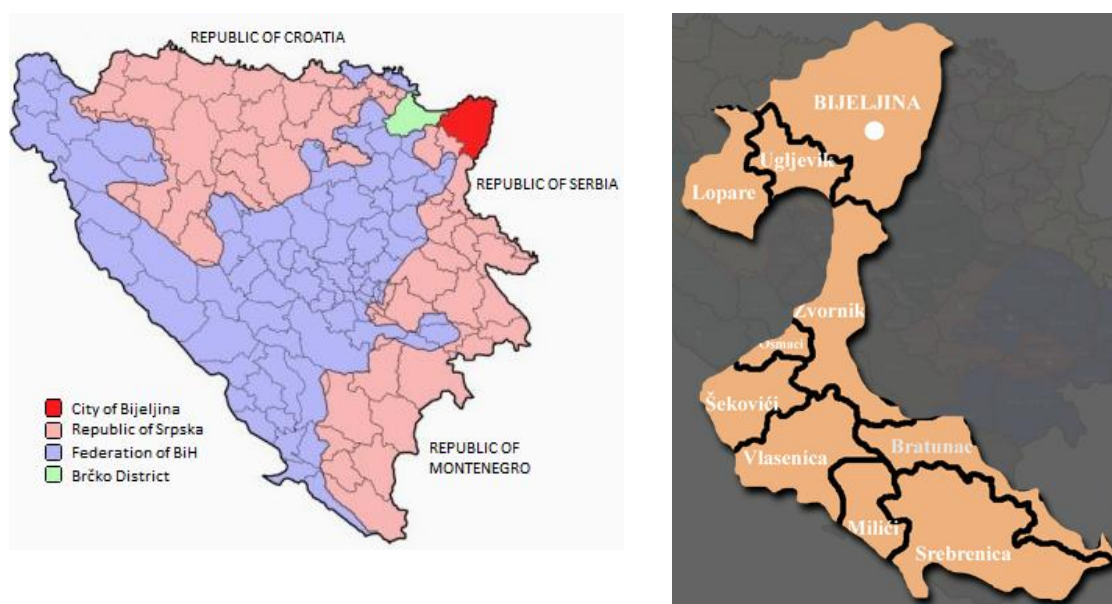 REPUBLIC OF CROATIA
REPUBLIC OF SERBIA
REPUBLIC OF
MONTENEGRO
City of Bijeljina
Republic of Srpska
Federation of BiH
Brčko District
BIJELJINA
Ugljevik
Lopare
Zvornik
Osmaci
Šekovići
Bratunac
Vlasenica
Milići
Srebrenica